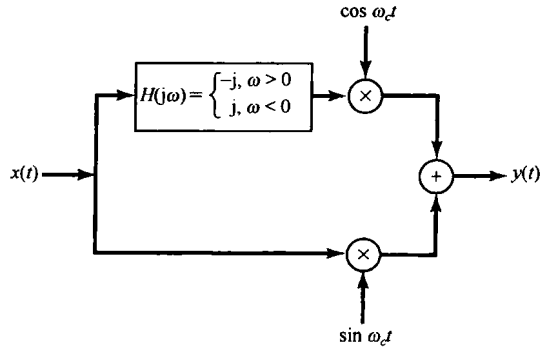 cos ω_c t
H(jω) = { -j, ω > 0
j, ω < 0
×
x(t)
+
y(t)
×
sin ω_c t